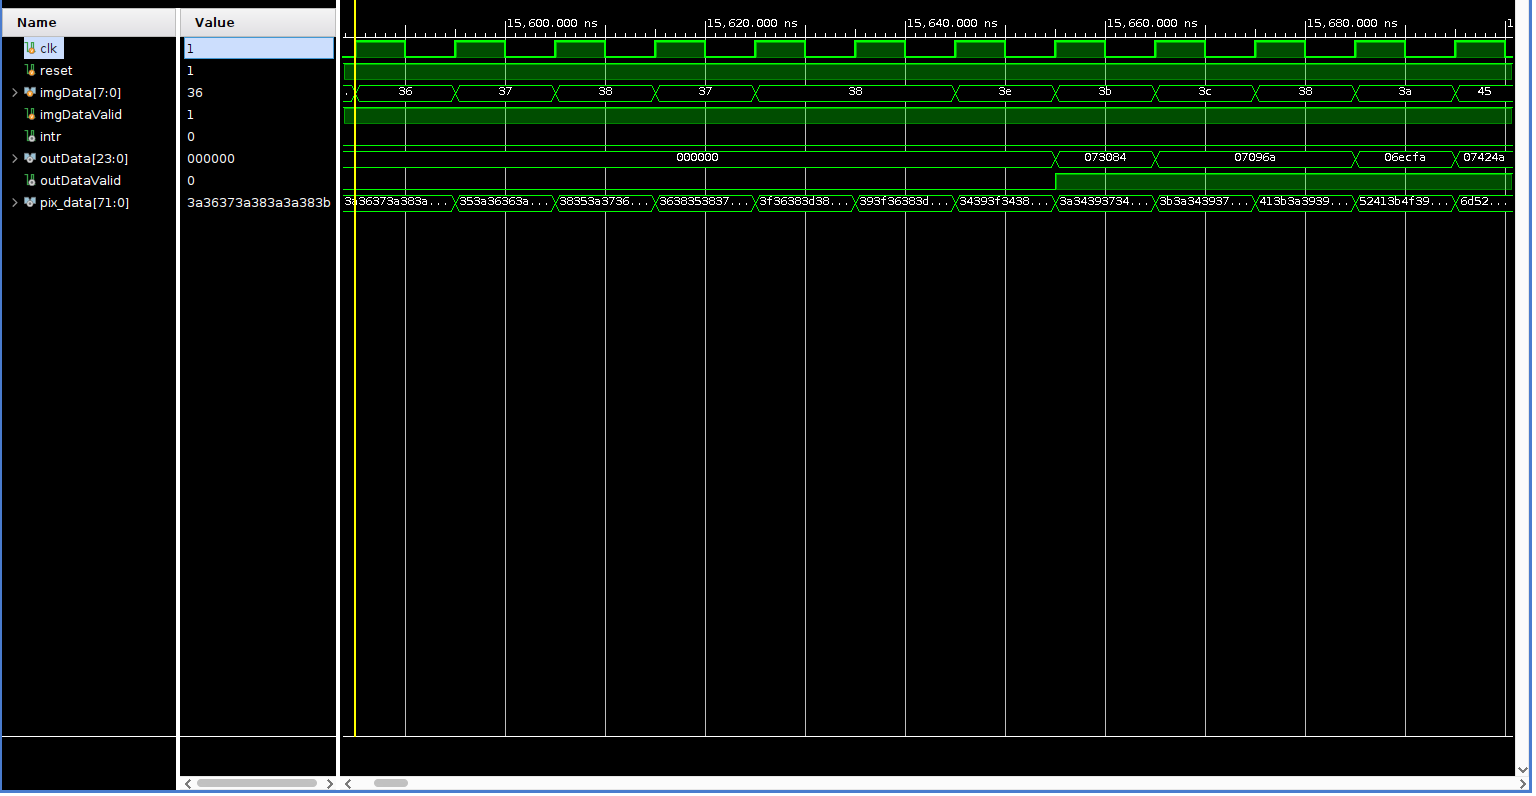 Name Value
15,600.000 ns 15,620.000 ns 15,640.000 ns 15,660.000 ns 15,680.000 ns 1
clk 1
reset 1
imgData[7:0] 36 . 36 37 38 37 38 3e 3b 3c 38 3a 45
imgDataValid 1
intr 0
outData[23:0] 000000 000000 073084 07096a 06ecfa 07424a
outDataValid 0
pix_data[71:0] 3a36373a383a3a383b 3a36373a383a... 353a36363a... 38353a3736... 3638353837... 3f36383d38... 393f36383d... 34393f3438... 3a34393734... 3b3a343937... 413b3a3939... 52413b4f39... 6d52...